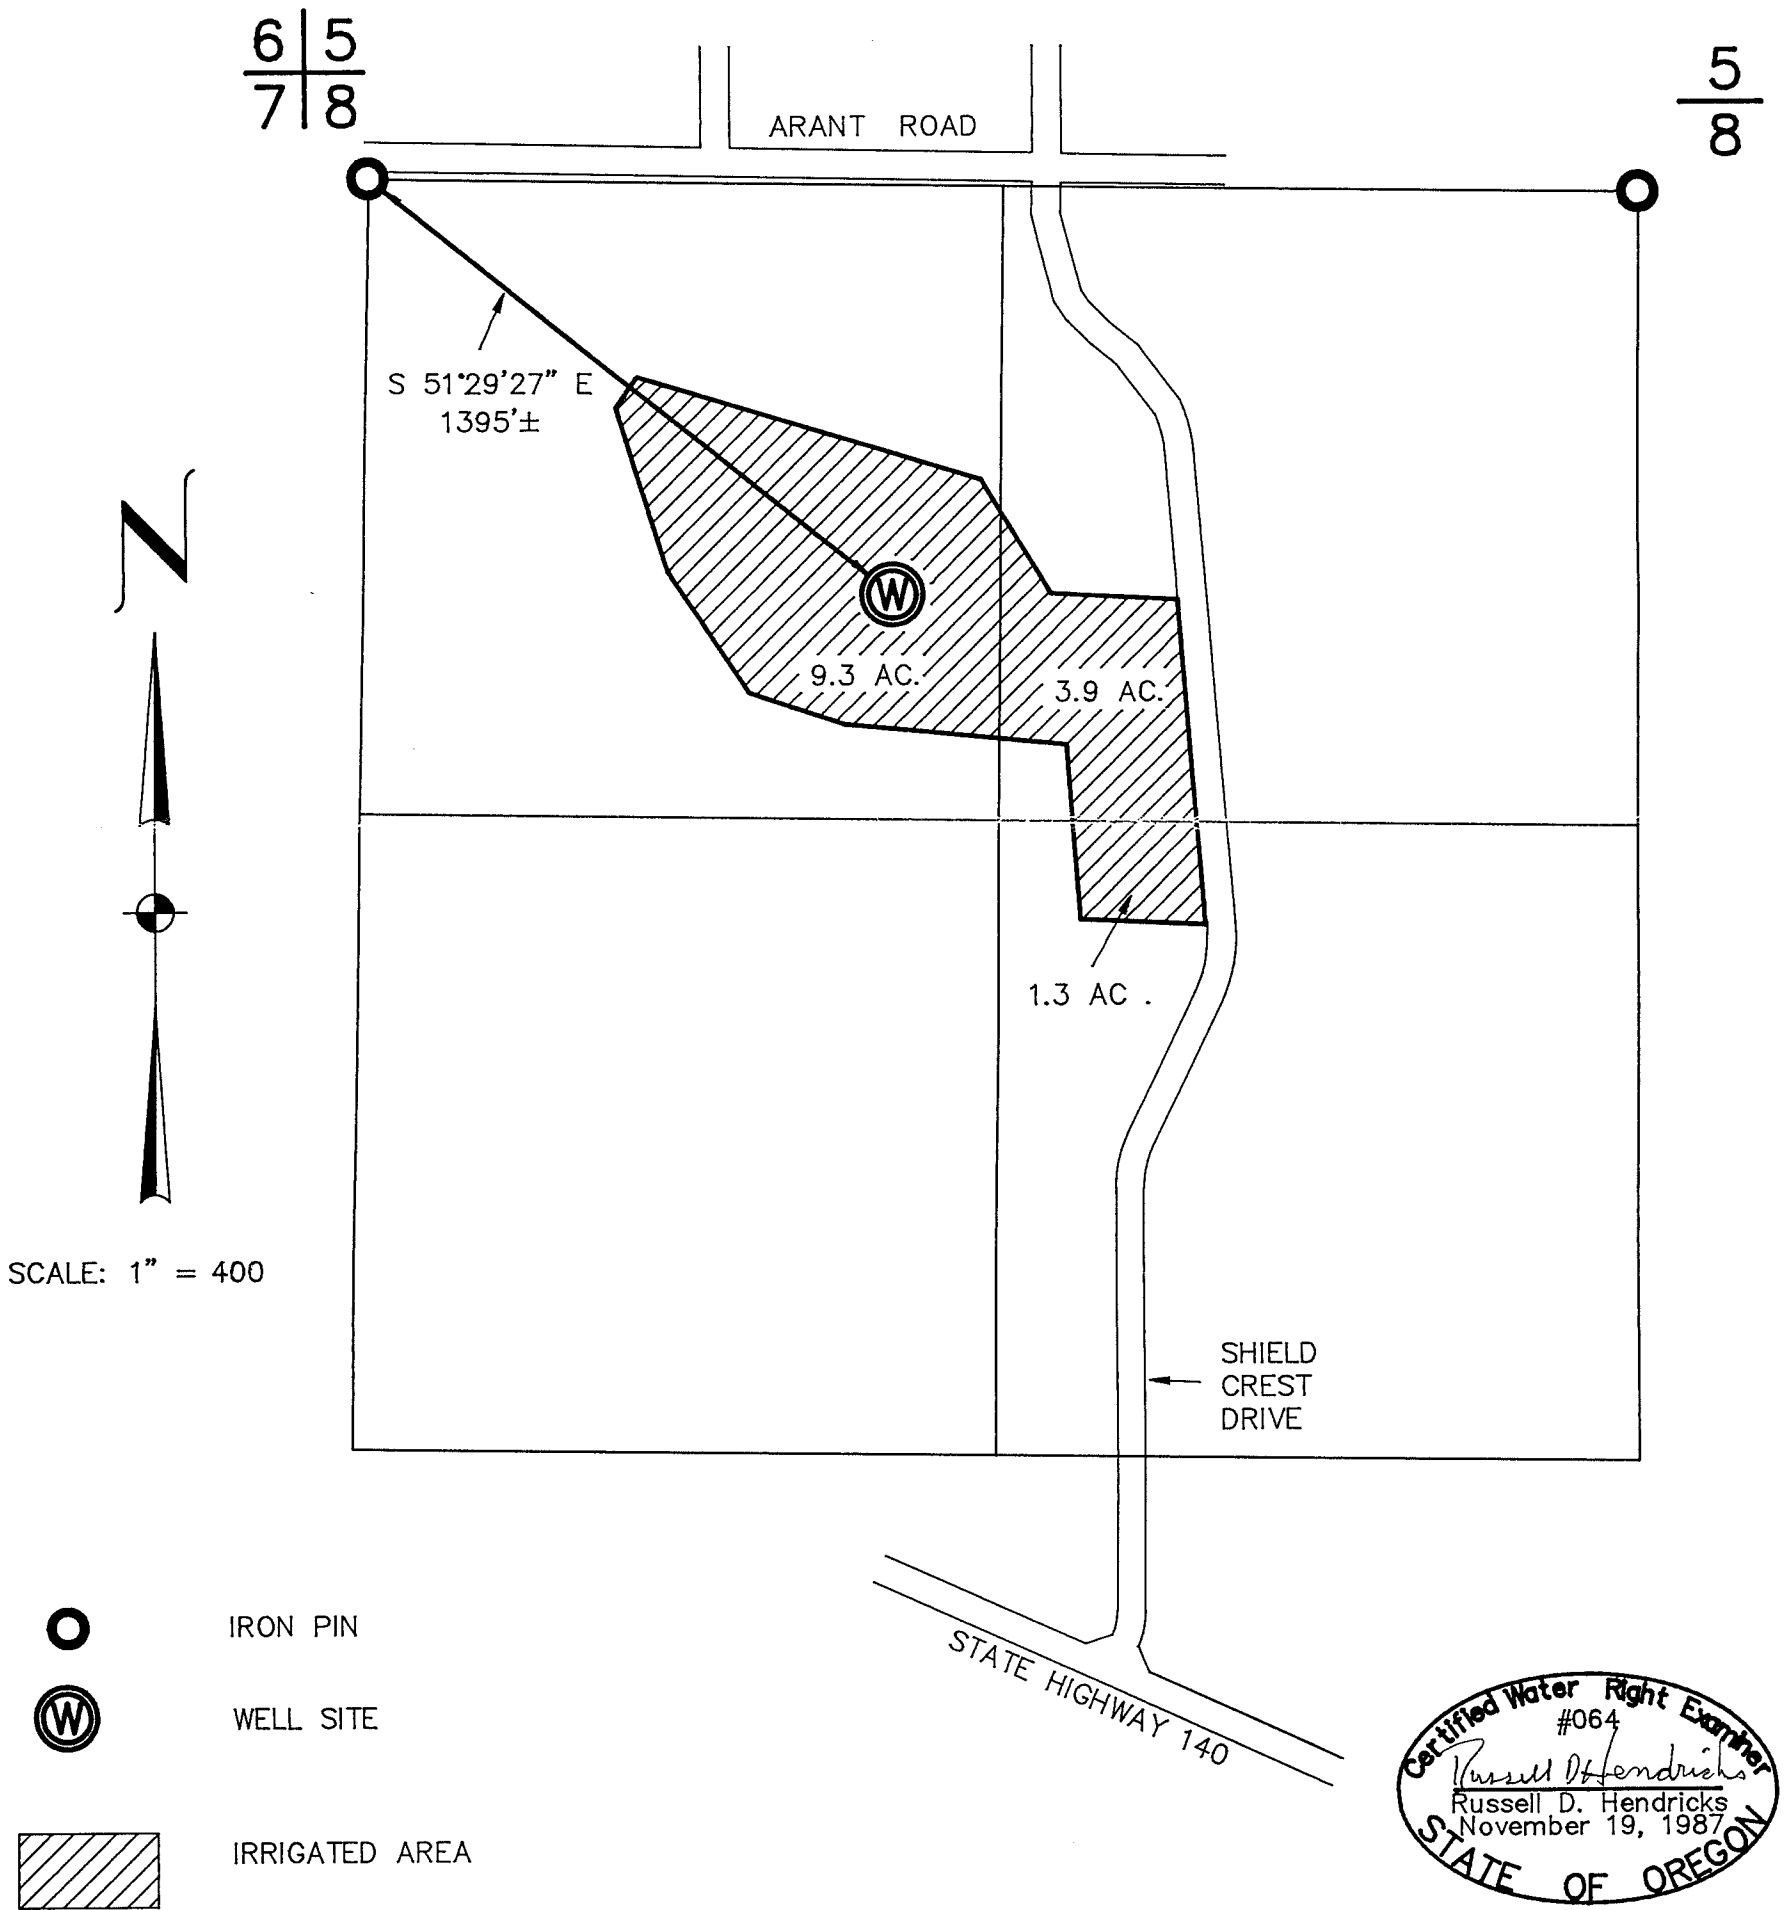 6 5
7 8
5
8
ARANT ROAD
S 51°29'27" E
1395'±
N
W
9.3 AC.
3.9 AC.
1.3 AC .
SCALE: 1" = 400
SHIELD
CREST
DRIVE
STATE HIGHWAY 140
IRON PIN
W
WELL SITE
IRRIGATED AREA
Certified Water Right Examiner
#064
Russell D Hendricks
Russell D. Hendricks
November 19, 1987
STATE OF OREGON